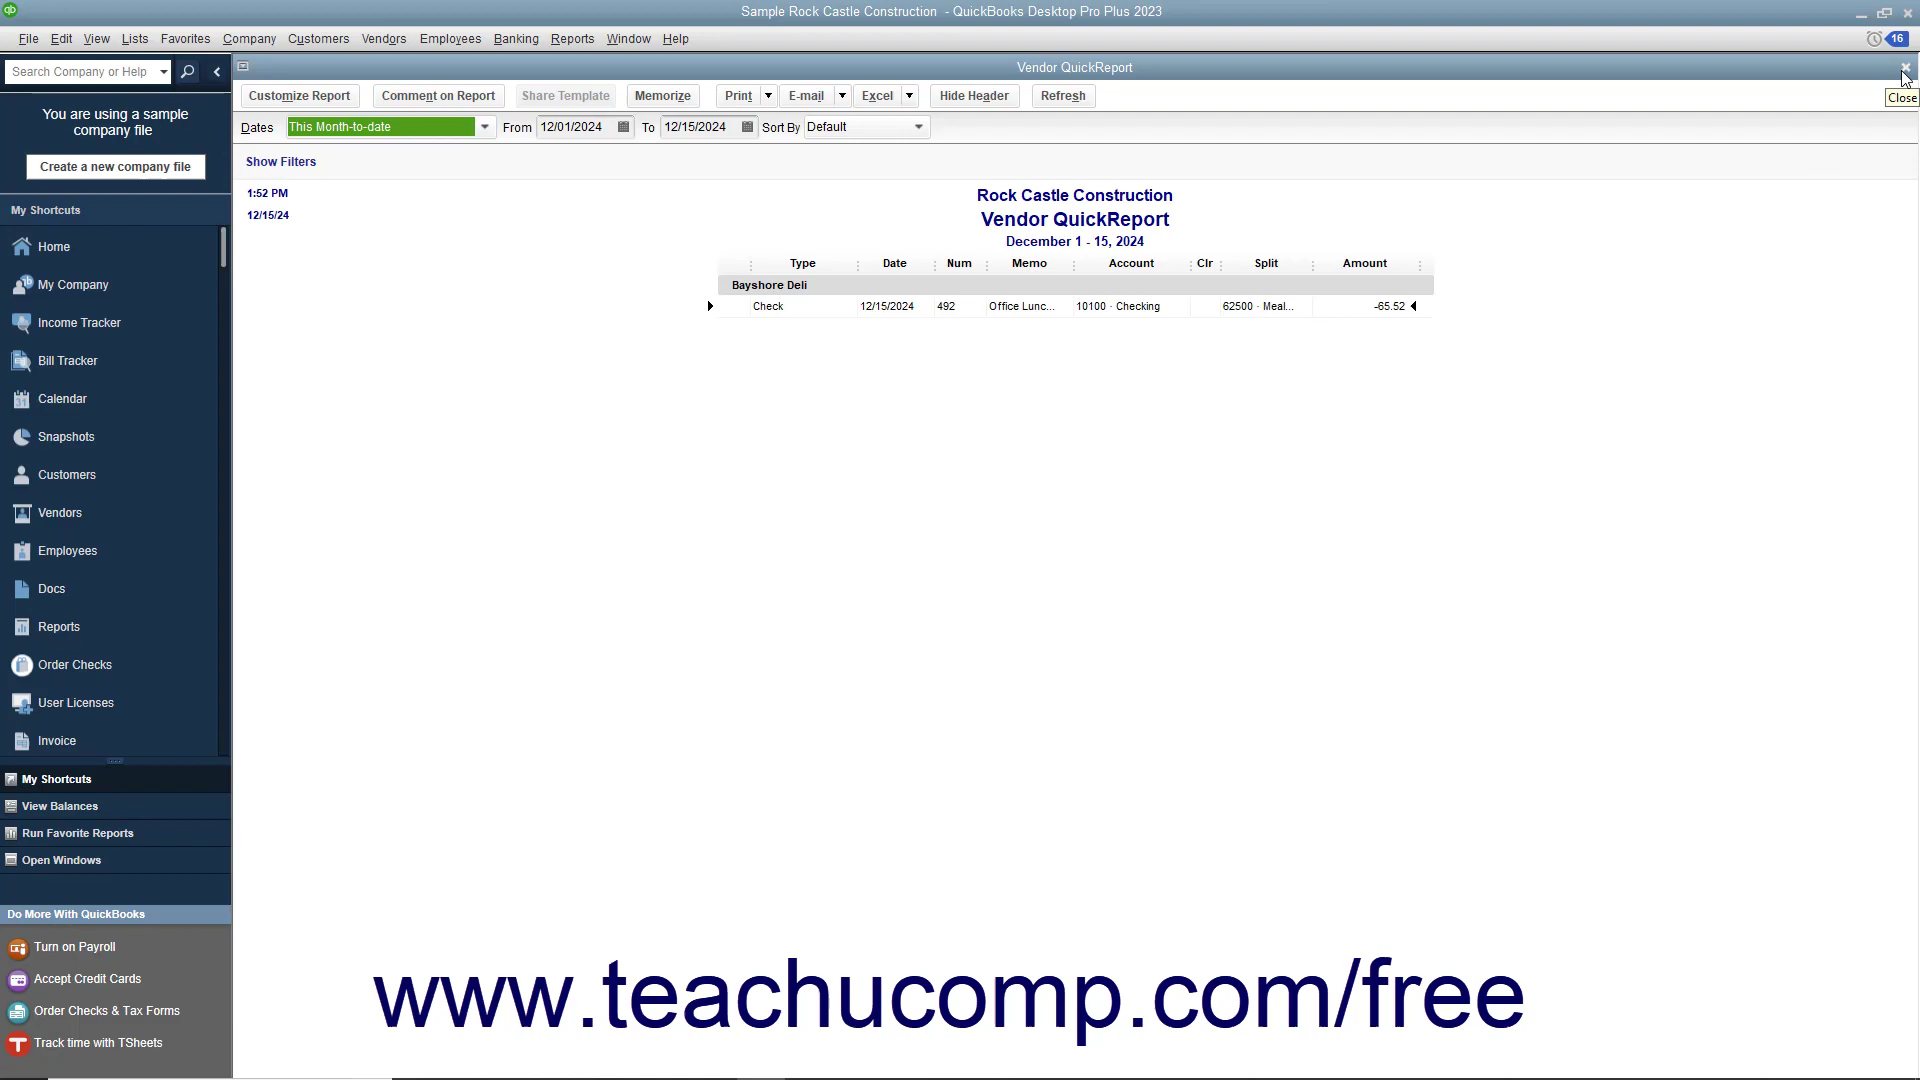 Sample Rock Castle Construction - QuickBooks Desktop Pro Plus 2023
File Edit View Lists Favorites Company Customers Vendors Employees Banking Reports Window Help
16
Search Company or Help
Vendor QuickReport
Close
You are using a sample
company file
Create a new company file
Customize Report Comment on Report Share Template Memorize Print E-mail Excel Hide Header Refresh
Dates This Month-to-date From 12/01/2024 To 12/15/2024 Sort By Default
Show Filters
1:52 PM
12/15/24
Rock Castle Construction
Vendor QuickReport
December 1 - 15, 2024
Type Date Num Memo Account Clr Split Amount
Bayshore Deli
Check 12/15/2024 492 Office Lunc... 10100 · Checking 62500 · Meal... -65.52
My Shortcuts
Home
My Company
Income Tracker
Bill Tracker
31
Calendar
Snapshots
Customers
Vendors
Employees
Docs
Reports
Order Checks
User Licenses
Invoice
My Shortcuts
View Balances
Run Favorite Reports
Open Windows
Do More With QuickBooks
Turn on Payroll
Accept Credit Cards
Order Checks & Tax Forms
Track time with TSheets
www.teachucomp.com/free